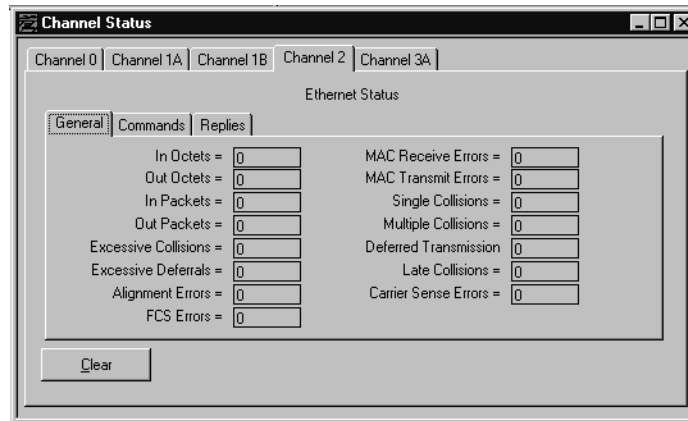 Channel Status
Channel 0 Channel 1A Channel 1B Channel 2 Channel 3A
Ethernet Status
General Commands Replies
In Octets = 0 MAC Receive Errors = 0
Out Octets = 0 MAC Transmit Errors = 0
In Packets = 0 Single Collisions = 0
Out Packets = 0 Multiple Collisions = 0
Excessive Collisions = 0 Deferred Transmission 0
Excessive Deferrals = 0 Late Collisions = 0
Alignment Errors = 0 Carrier Sense Errors = 0
FCS Errors = 0
Clear